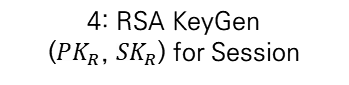 4: RSA KeyGen
(PK_R, SK_R) for Session